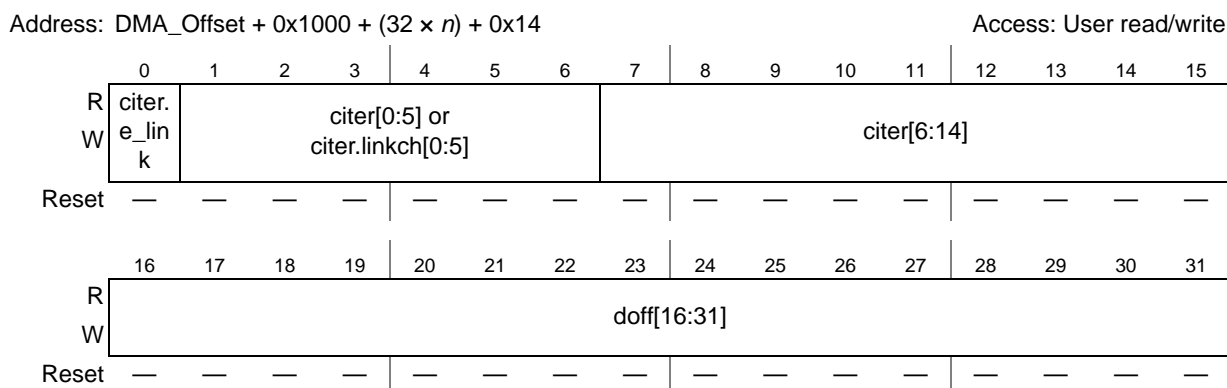 Address: DMA_Offset + 0x1000 + (32 × n) + 0x14 Access: User read/write
0 1 2 3 4 5 6 7 8 9 10 11 12 13 14 15
R
W
citer.
e_lin
k
citer[0:5] or
citer.linkch[0:5]
citer[6:14]
Reset — — — — — — — — — — — — — — — —
16 17 18 19 20 21 22 23 24 25 26 27 28 29 30 31
R
W
doff[16:31]
Reset — — — — — — — — — — — — — — — —